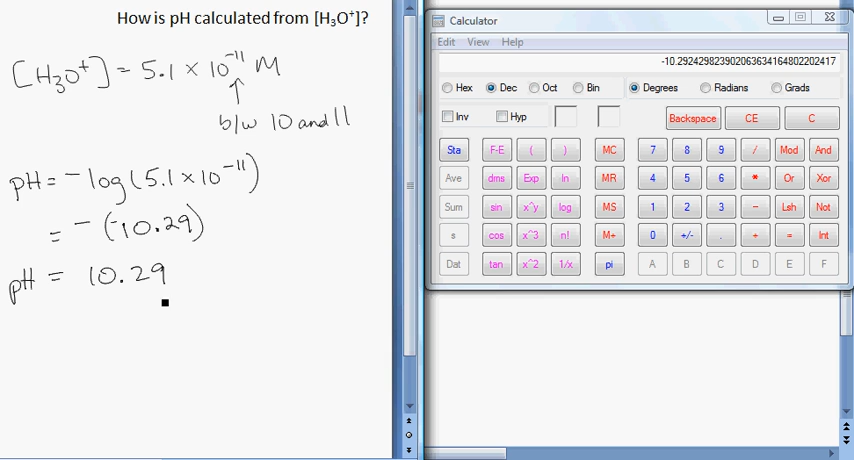 How is pH calculated from [H₃O⁺]?
[H₃O⁺] = 5.1 × 10⁻¹¹ M
↑
b/w 10 and 11
pH = - log (5.1 × 10⁻¹¹)
= - (-10.29)
pH = 10.29
Calculator
Edit View Help
-10.292429823902063634164802202417
Hex Dec Oct Bin Degrees Radians Grads
Inv Hyp Backspace CE C
Sta F-E ( ) MC 7 8 9 / Mod And
Ave dms Exp ln MR 4 5 6 * Or Xor
Sum sin x^y log MS 1 2 3 - Lsh Not
s cos x^3 n! M+ 0 +/- . + = Int
Dat tan x^2 1/x pi A B C D E F